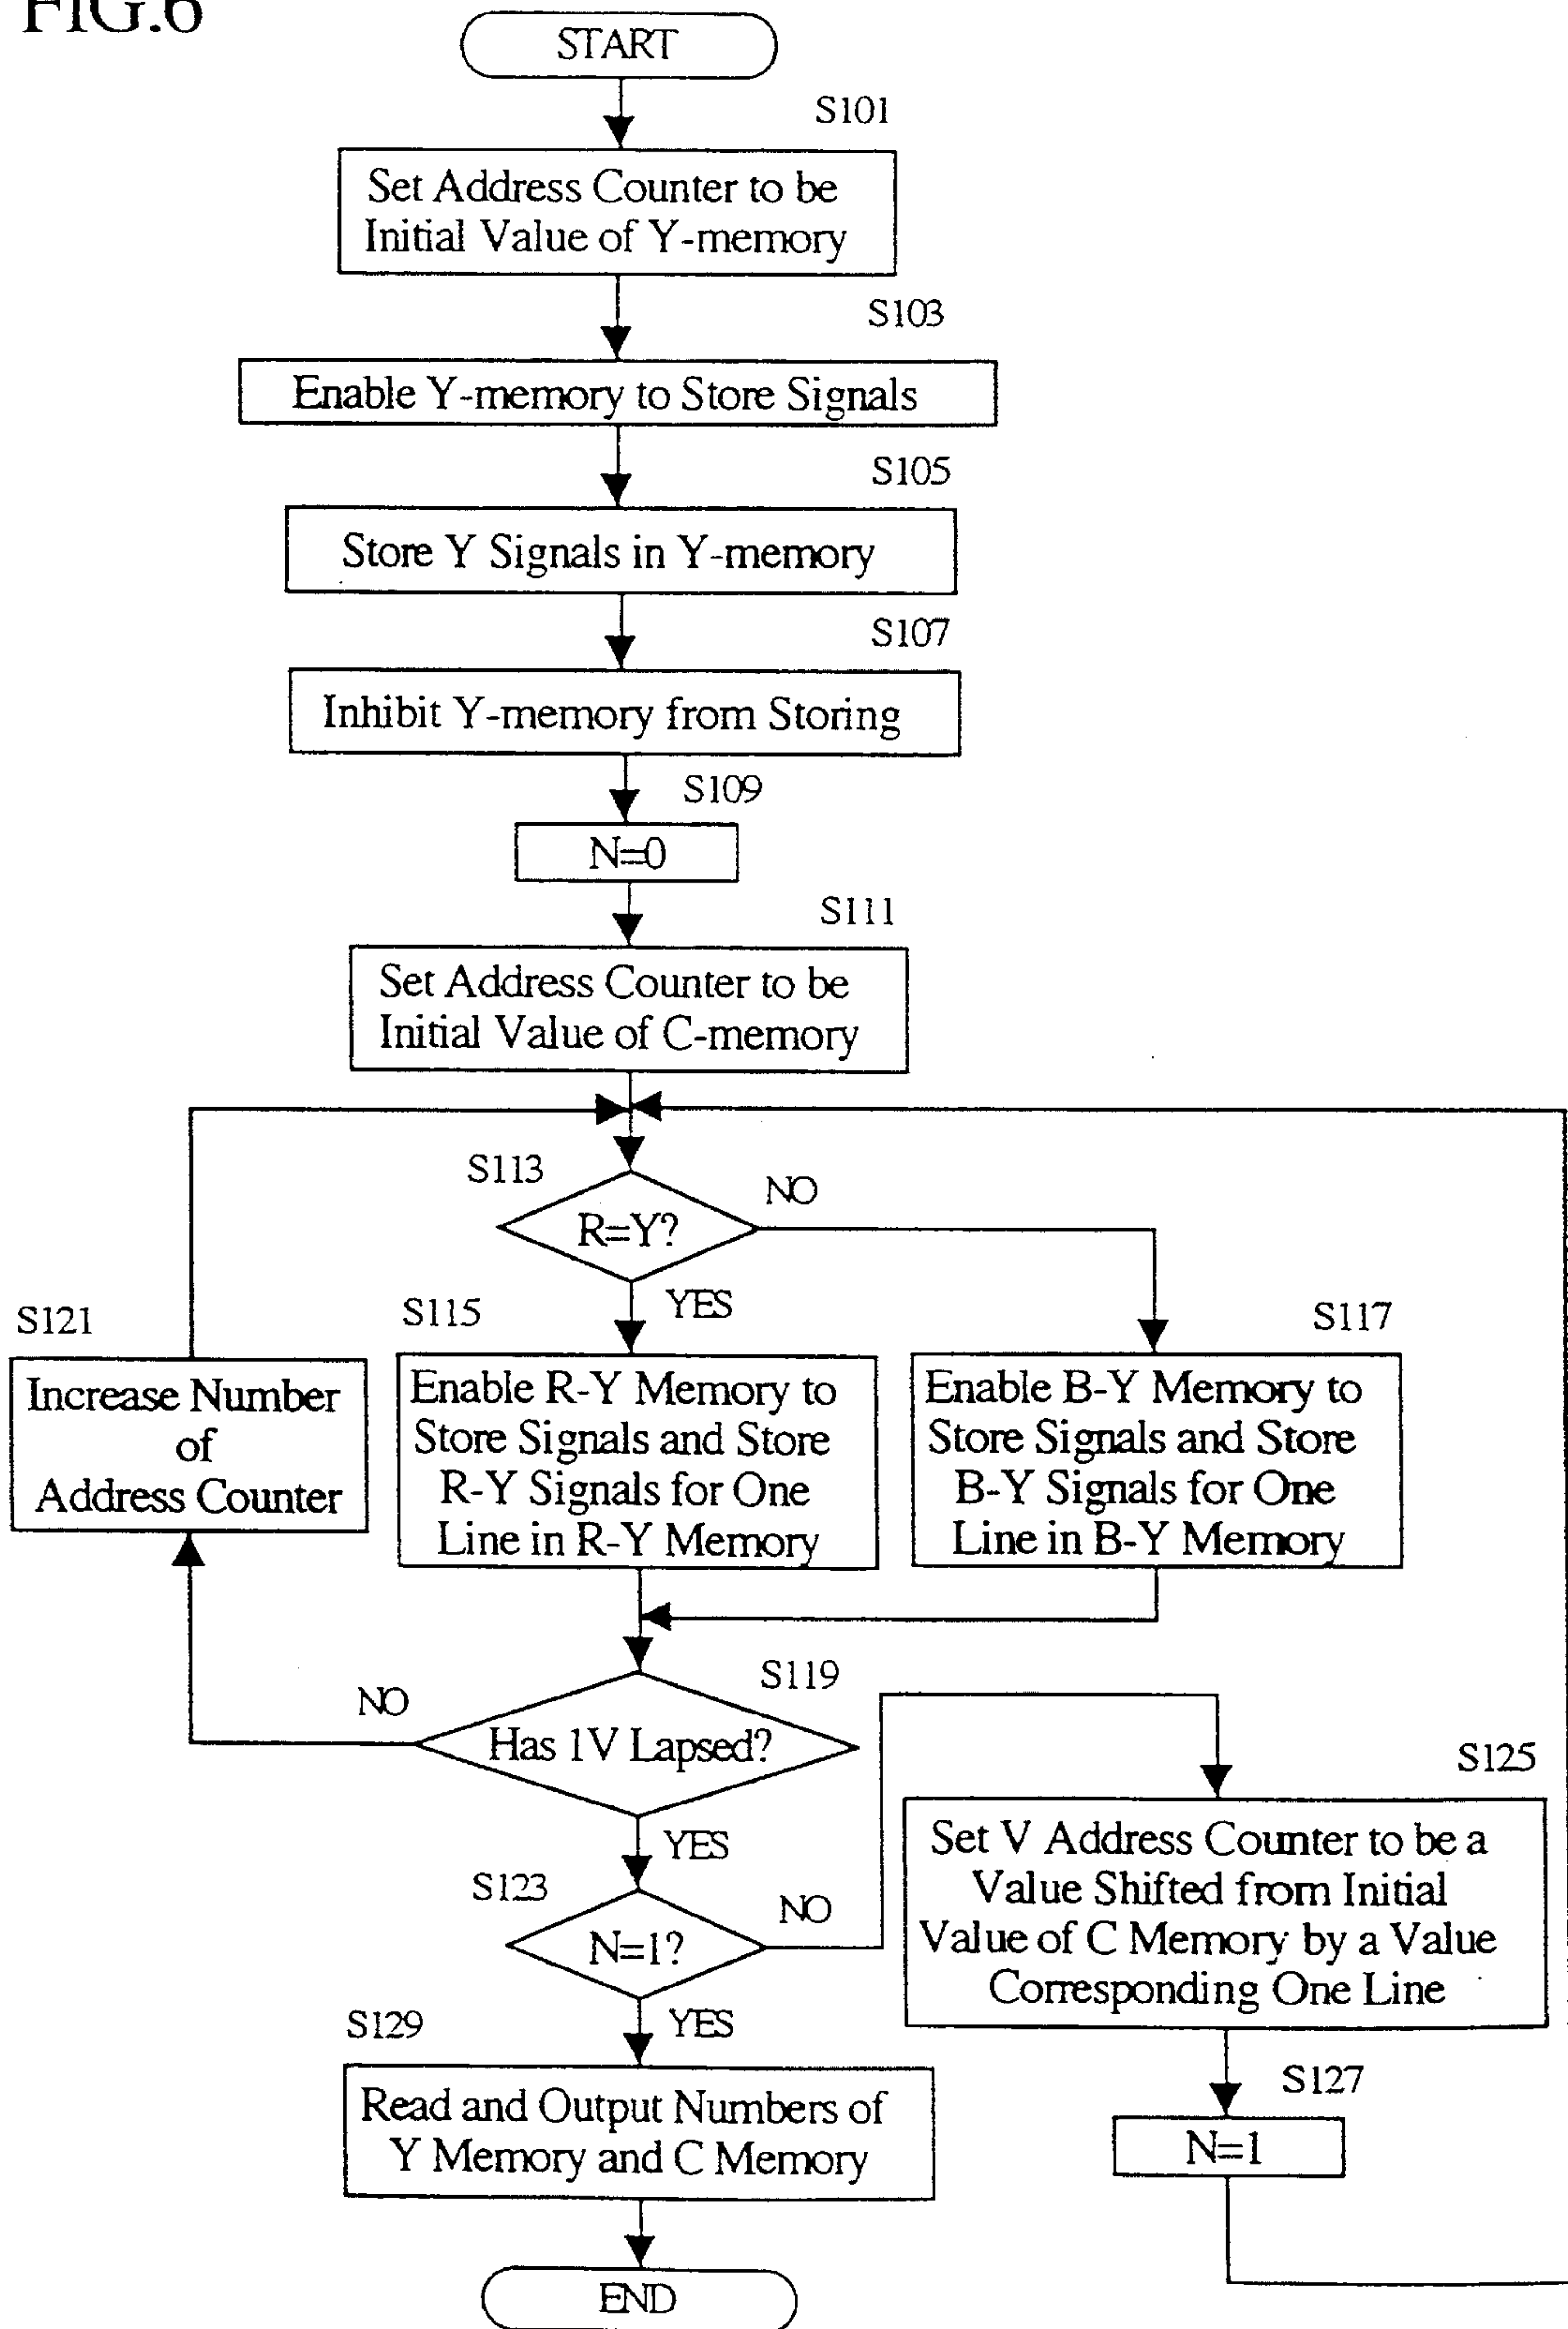 FIG.6
START
S101
Set Address Counter to be
Initial Value of Y-memory
S103
Enable Y-memory to Store Signals
S105
Store Y Signals in Y-memory
S107
Inhibit Y-memory from Storing
S109
N=0
S111
Set Address Counter to be
Initial Value of C-memory
S113
NO
R=Y?
YES
S121
Increase Number
of
Address Counter
S115
Enable R-Y Memory to
Store Signals and Store
R-Y Signals for One
Line in R-Y Memory
S117
Enable B-Y Memory to
Store Signals and Store
B-Y Signals for One
Line in B-Y Memory
S119
NO
Has 1V Lapsed?
YES
S123
NO
N=1?
YES
S125
Set V Address Counter to be a
Value Shifted from Initial
Value of C Memory by a Value
Corresponding One Line
S127
N=1
S129
Read and Output Numbers of
Y Memory and C Memory
END